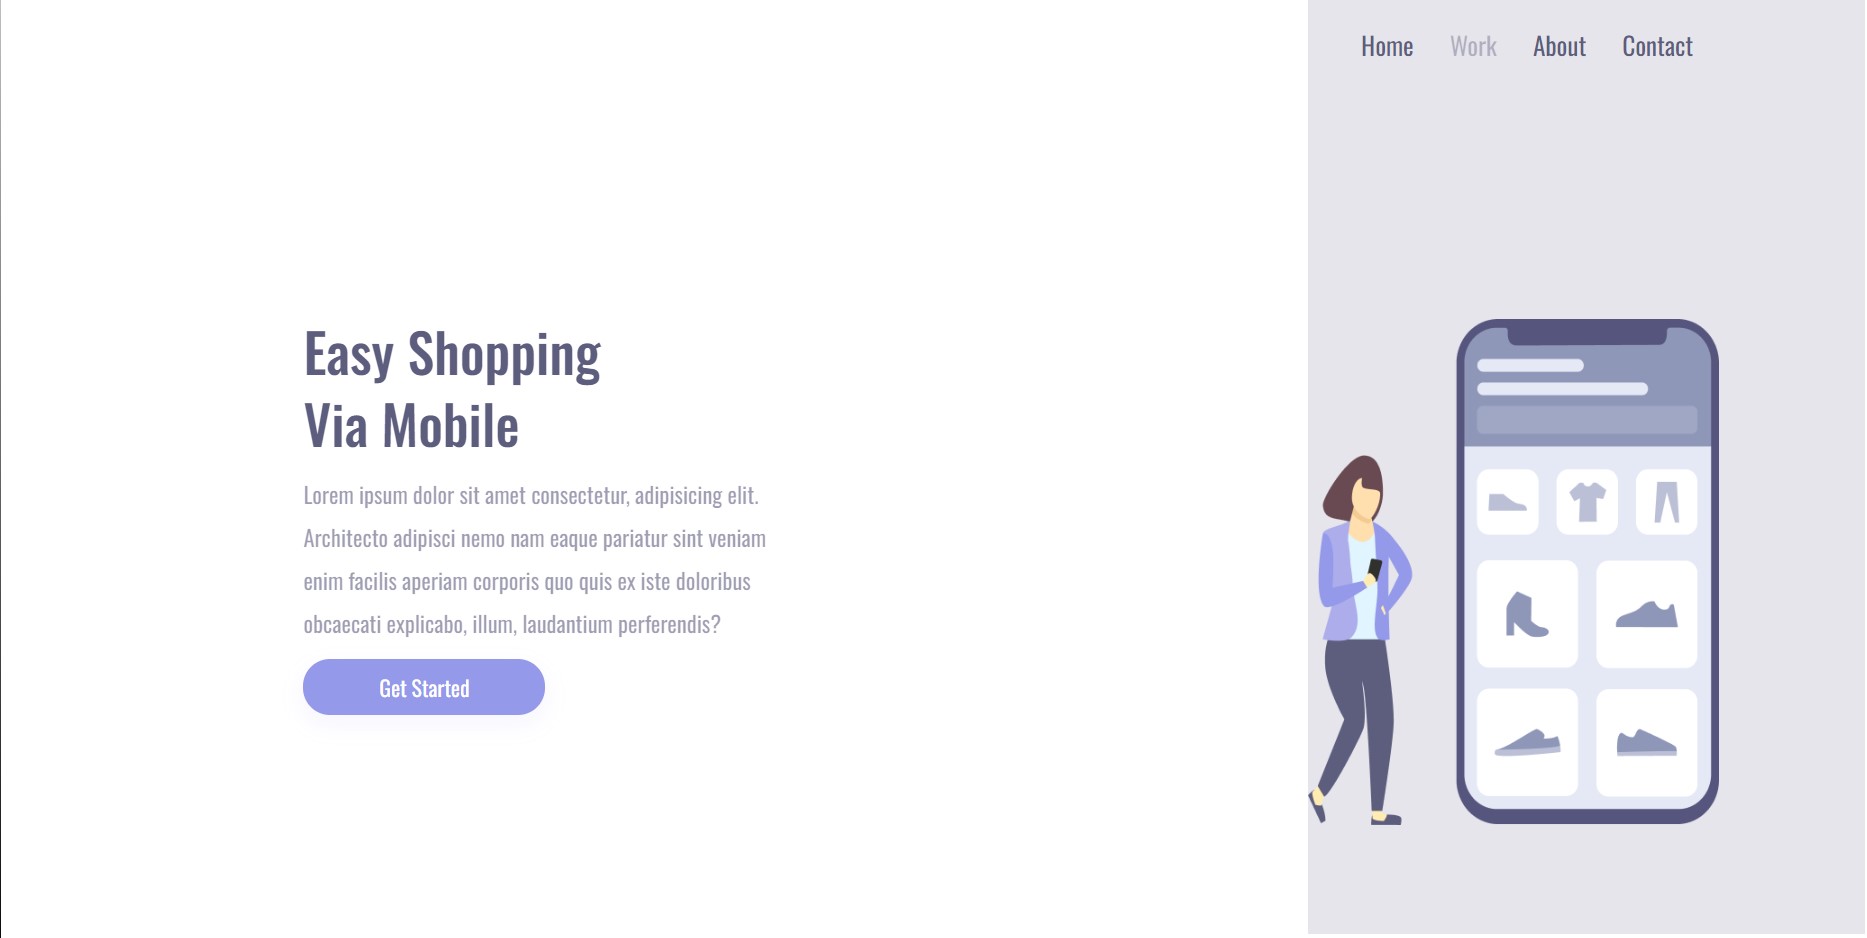 Home Work About Contact
Easy Shopping
Via Mobile
Lorem ipsum dolor sit amet consectetur, adipisicing elit.
Architecto adipisci nemo nam eaque pariatur sint veniam
enim facilis aperiam corporis quo quis ex iste doloribus
obcaecati explicabo, illum, laudantium perferendis?
Get Started